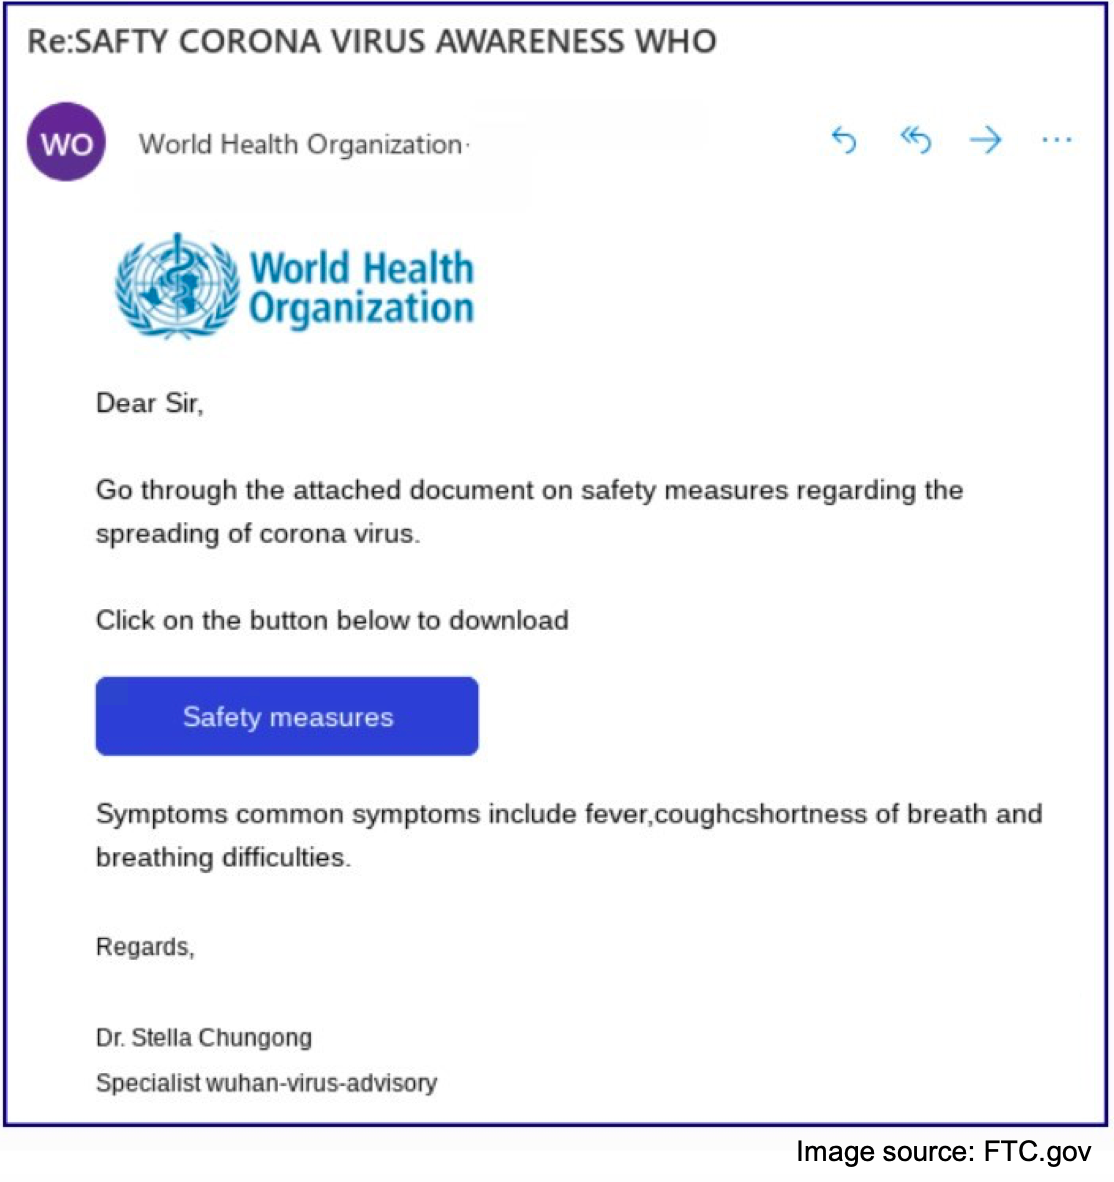 Re:SAFTY CORONA VIRUS AWARENESS WHO
WO
World Health Organization·
World Health
Organization
Dear Sir,
Go through the attached document on safety measures regarding the
spreading of corona virus.
Click on the button below to download
Safety measures
Symptoms common symptoms include fever,coughcshortness of breath and
breathing difficulties.
Regards,
Dr. Stella Chungong
Specialist wuhan-virus-advisory
Image source: FTC.gov